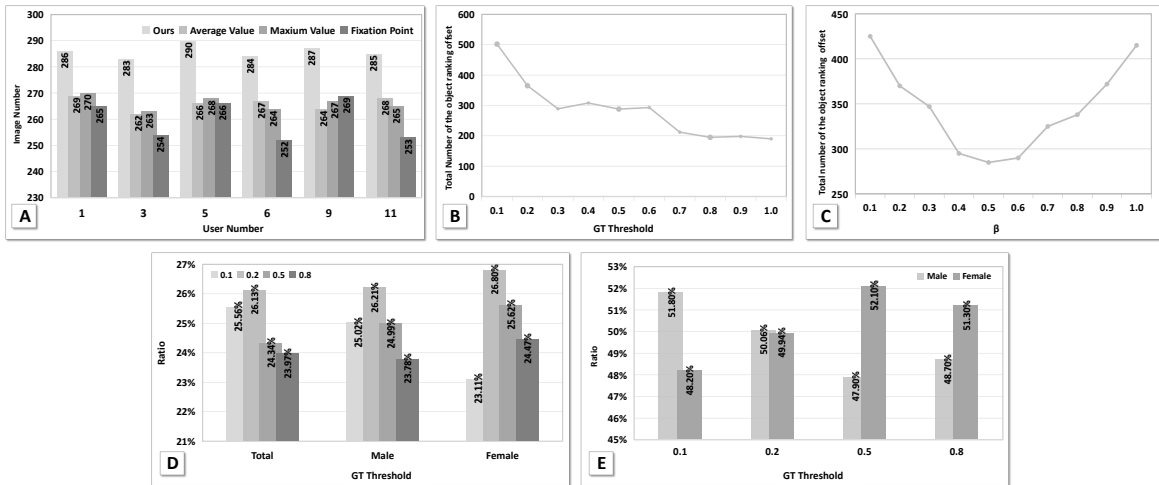 300
290
280
270
260
250
240
230
Image Number
Ours Average Value Maxium Value Fixation Point
286 269 270 265
283 262 263 254
290 266 268 266
284 267 264 252
287 264 267 269
285 268 265 253
1 3 5 6 9 11
User Number
A
600
500
400
300
200
100
0
Total Number of the object ranking offset
0.1 0.2 0.3 0.4 0.5 0.6 0.7 0.8 0.9 1.0
GT Threshold
B
450
400
350
300
250
Total number of the object ranking offset
0.1 0.2 0.3 0.4 0.5 0.6 0.7 0.8 0.9 1.0
β
C
27%
26%
25%
24%
23%
22%
21%
Ratio
0.1 0.2 0.5 0.8
25.56% 26.13% 24.34% 23.97%
25.02% 26.21% 24.99% 23.78%
23.11% 26.80% 25.62% 24.47%
Total Male Female
GT Threshold
D
53%
52%
51%
50%
49%
48%
47%
46%
45%
Ratio
Male Female
51.80% 48.20%
50.06% 49.94%
47.90% 52.10%
48.70% 51.30%
0.1 0.2 0.5 0.8
GT Threshold
E